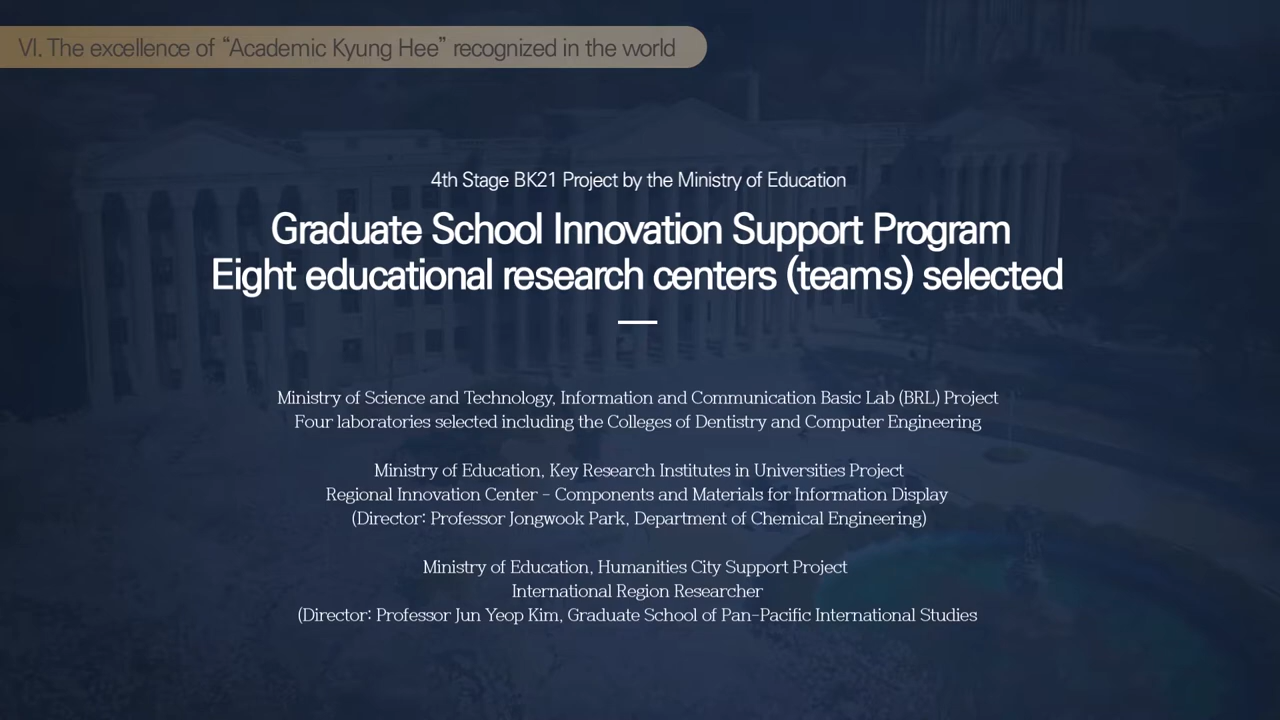 VI. The excellence of “Academic Kyung Hee” recognized in the world
4th Stage BK21 Project by the Ministry of Education
Graduate School Innovation Support Program
Eight educational research centers (teams) selected
Ministry of Science and Technology, Information and Communication Basic Lab (BRL) Project
Four laboratories selected including the Colleges of Dentistry and Computer Engineering
Ministry of Education, Key Research Institutes in Universities Project
Regional Innovation Center - Components and Materials for Information Display
(Director: Professor Jongwook Park, Department of Chemical Engineering)
Ministry of Education, Humanities City Support Project
International Region Researcher
(Director: Professor Jun Yeop Kim, Graduate School of Pan-Pacific International Studies